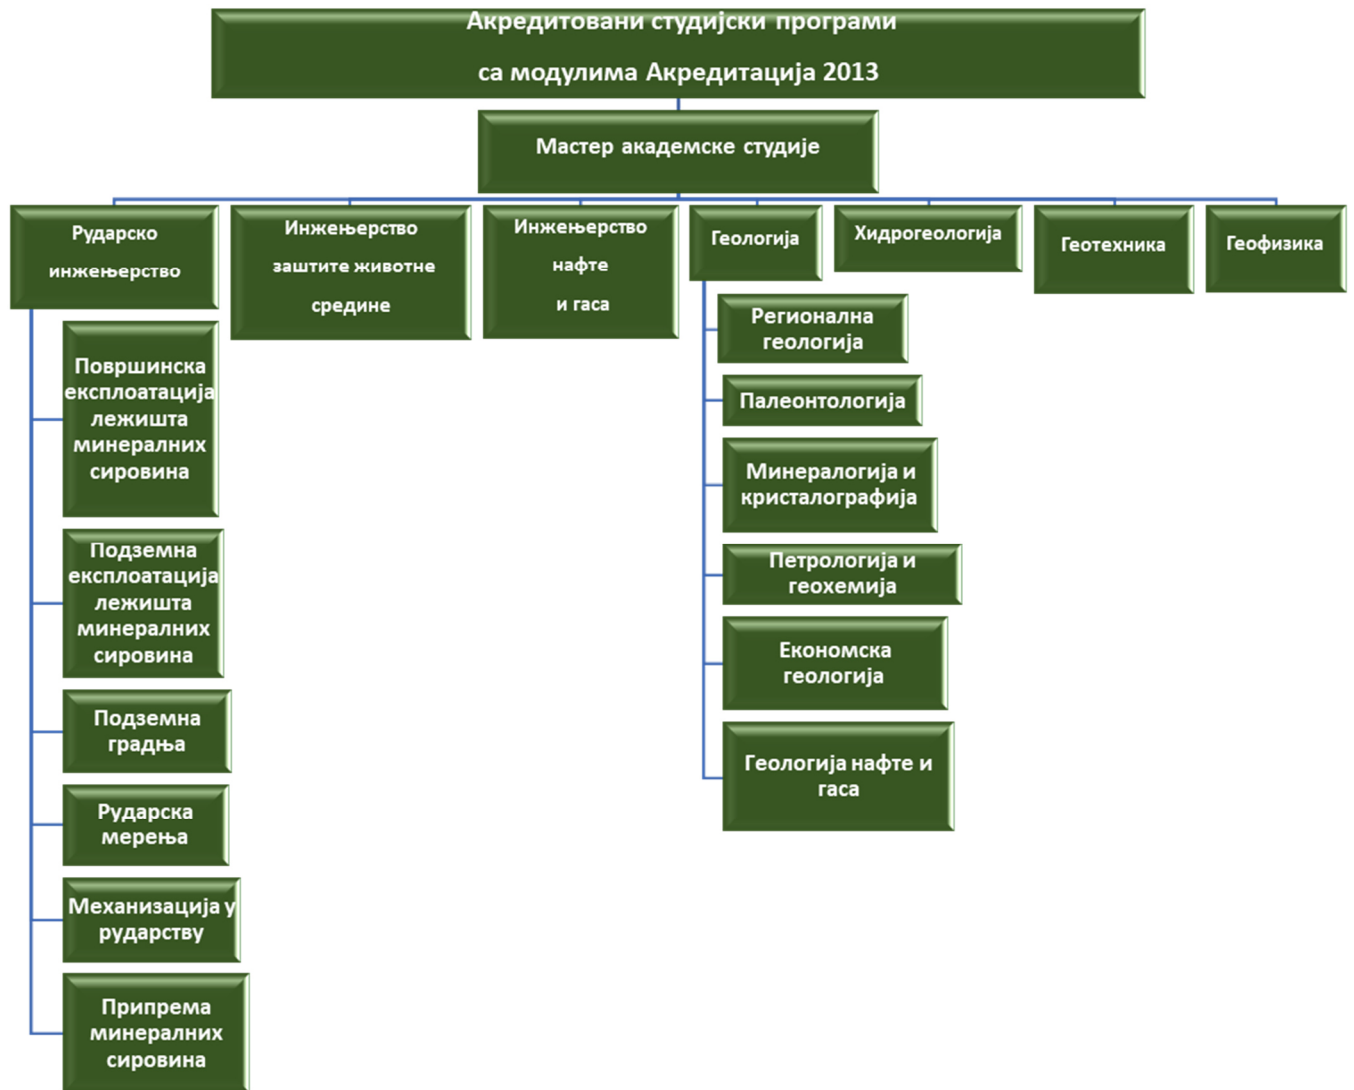 Акредитовани студијски програми
са модулима Акредитација 2013
Мастер академске студије
Рударско
инжењерство
Инжењерство
заштите животне
средине
Инжењерство
нафте
и гаса
Геологија
Хидрогеологија
Геотехника
Геофизика
Површинска
експлоатација
лежишта
минералних
сировина
Подземна
експлоатација
лежишта
минералних
сировина
Подземна
градња
Рударска
мерења
Механизација у
рударству
Припрема
минералних
сировина
Регионална
геологија
Палеонтологија
Минералогија и
кристалографија
Петрологија и
геохемија
Економска
геологија
Геологија нафте и
гаса